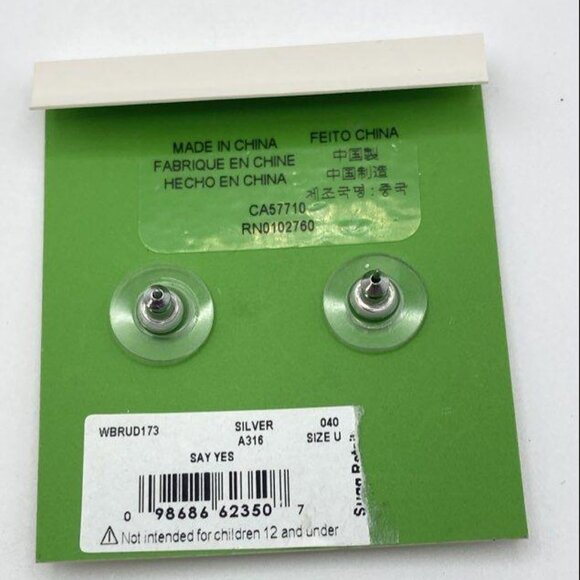 MADE IN CHINA
FABRIQUE EN CHINE
HECHO EN CHINA
FEITO CHINA
中国製
中国制造
제조국명 : 중국
CA57710
RN0102760
WBRUD173 SILVER 040
A316 SIZE U
SAY YES
0 98686 62350 7
⚠ Not intended for children 12 and under
Sugg